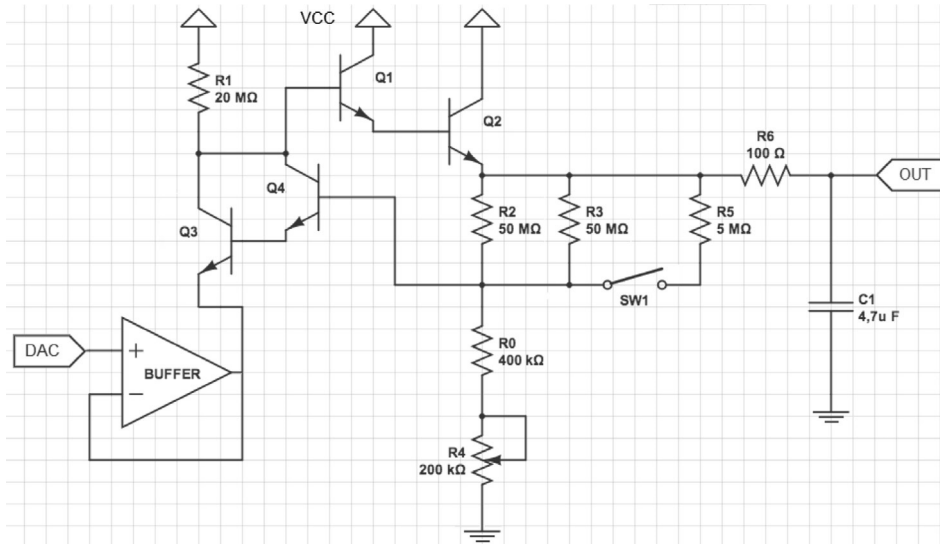 VCC
R1
20 MΩ
Q1
Q2
R6
100 Ω
OUT
Q4
R2
50 MΩ
R3
50 MΩ
R5
5 MΩ
Q3
SW1
C1
4,7u F
DAC
+
BUFFER
−
R0
400 kΩ
R4
200 kΩ